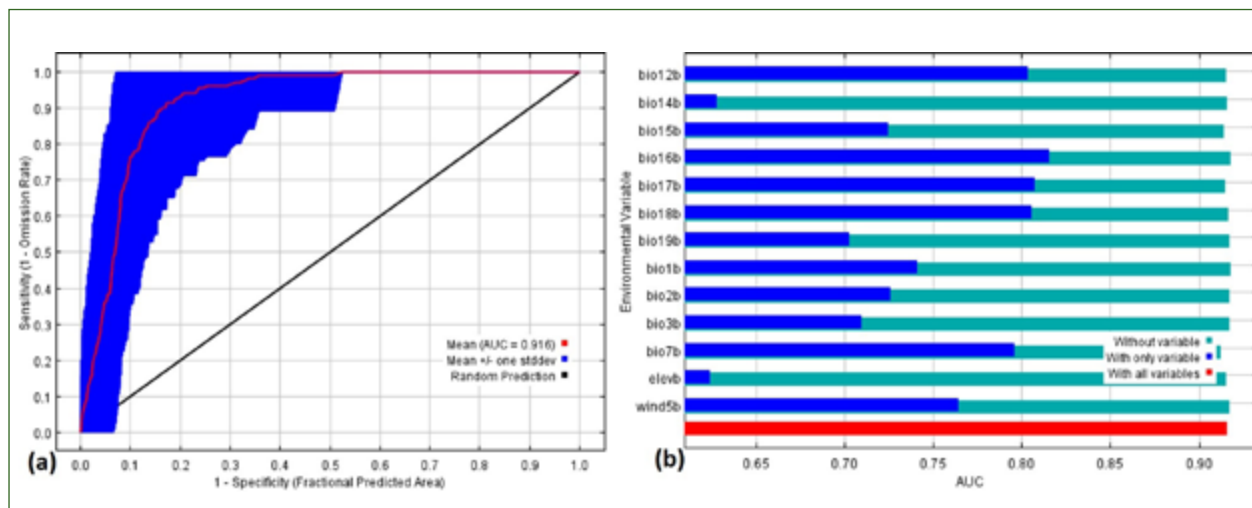 1.0
0.9
0.8
0.7
0.6
0.5
0.4
0.3
0.2
0.1
0.0
Sensitivity (1 - Omission Rate)
Mean (AUC = 0.916)
Mean +/- one stddev
Random Prediction
(a)
0.0 0.1 0.2 0.3 0.4 0.5 0.6 0.7 0.8 0.9 1.0
1 - Specificity (Fractional Predicted Area)
Environmental Variable
bio12b
bio14b
bio15b
bio16b
bio17b
bio18b
bio19b
bio1b
bio2b
bio3b
bio7b
elevb
wind5b
Without variable
With only variable
With all variables
(b)
0.65 0.70 0.75 0.80 0.85 0.90
AUC